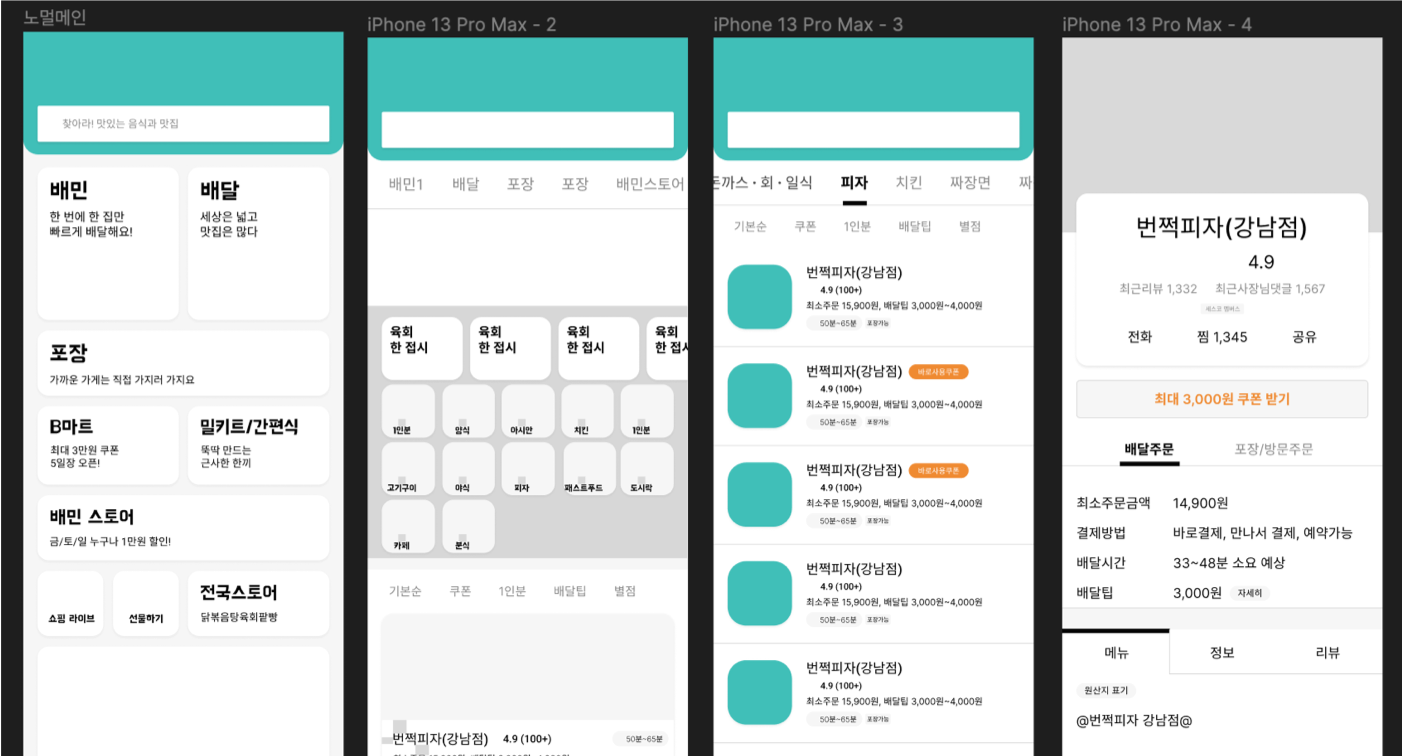 노멀메인
찾아라! 맛있는 음식과 맛집
배민
한 번에 한 집만
빠르게 배달해요!
배달
세상은 넓고
맛집은 많다
포장
가까운 가게는 직접 가지러 가지요
B마트
최대 3만원 쿠폰
5일장 오픈!
밀키트/간편식
뚝딱 만드는
근사한 한끼
배민 스토어
금/토/일 누구나 1만원 할인!
쇼핑 라이브
선물하기
전국스토어
닭볶음탕육회팥빵
iPhone 13 Pro Max - 2
배민1 배달 포장 포장 배민스토어
육회
한 접시
육회
한 접시
육회
한 접시
육회
한 접시
1인분 암식 아시안 치킨 1인분
고기구이 야식 피자 패스트푸드 도시락
카페 분식
기본순 쿠폰 1인분 배달팁 별점
번쩍피자(강남점) 4.9 (100+) 50분~65분
iPhone 13 Pro Max - 3
돈까스 · 회 · 일식 피자 치킨 짜장면 짜
기본순 쿠폰 1인분 배달팁 별점
번쩍피자(강남점)
4.9 (100+)
최소주문 15,900원, 배달팁 3,000원~4,000원
50분~65분 포장가능
번쩍피자(강남점) 바로사용쿠폰
4.9 (100+)
최소주문 15,900원, 배달팁 3,000원~4,000원
50분~65분 포장가능
번쩍피자(강남점) 바로사용쿠폰
4.9 (100+)
최소주문 15,900원, 배달팁 3,000원~4,000원
50분~65분 포장가능
번쩍피자(강남점)
4.9 (100+)
최소주문 15,900원, 배달팁 3,000원~4,000원
50분~65분 포장가능
번쩍피자(강남점)
4.9 (100+)
최소주문 15,900원, 배달팁 3,000원~4,000원
50분~65분 포장가능
iPhone 13 Pro Max - 4
번쩍피자(강남점)
4.9
최근리뷰 1,332 최근사장님댓글 1,567
전화 찜 1,345 공유
최대 3,000원 쿠폰 받기
배달주문 포장/방문주문
최소주문금액 14,900원
결제방법 바로결제, 만나서 결제, 예약가능
배달시간 33~48분 소요 예상
배달팁 3,000원 자세히
메뉴 정보 리뷰
원산지 표기
@번쩍피자 강남점@